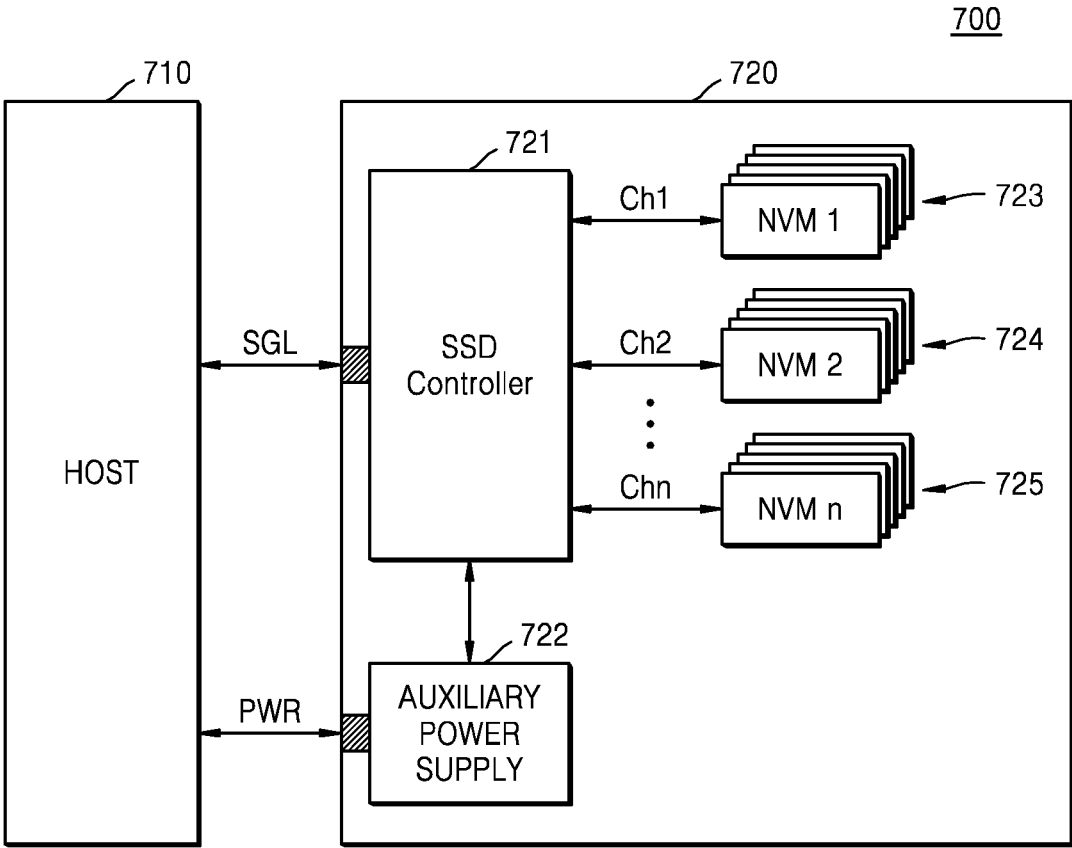 700
710
720
721
Ch1
NVM 1
723
SGL
SSD
Controller
Ch2
NVM 2
724
HOST
Chn
NVM n
725
722
PWR
AUXILIARY
POWER
SUPPLY